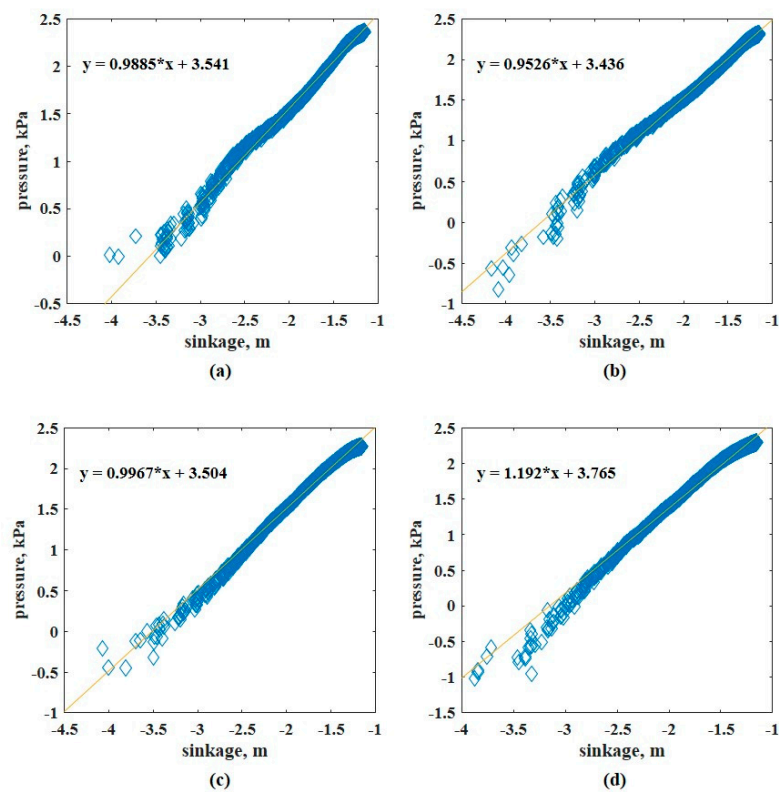 2.5
2
1.5
1
0.5
0
-0.5
pressure, kPa
y = 0.9885*x + 3.541
-4.5 -4 -3.5 -3 -2.5 -2 -1.5 -1
sinkage, m
(a)
2.5
2
1.5
1
0.5
0
-0.5
-1
pressure, kPa
y = 0.9526*x + 3.436
-4.5 -4 -3.5 -3 -2.5 -2 -1.5 -1
sinkage, m
(b)
2.5
2
1.5
1
0.5
0
-0.5
-1
pressure, kPa
y = 0.9967*x + 3.504
-4.5 -4 -3.5 -3 -2.5 -2 -1.5 -1
sinkage, m
(c)
2.5
2
1.5
1
0.5
0
-0.5
-1
-1.5
pressure, kPa
y = 1.192*x + 3.765
-4 -3.5 -3 -2.5 -2 -1.5 -1
sinkage, m
(d)